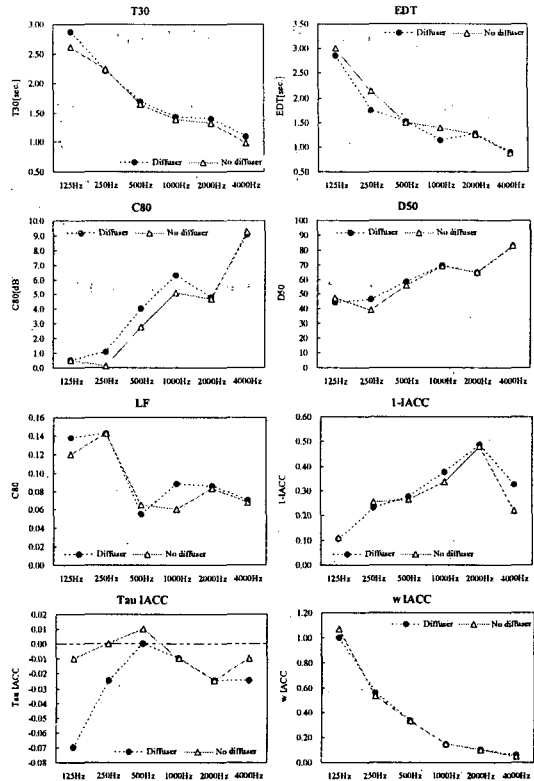 T30
T30[sec.]
3.00
2.50
2.00
1.50
1.00
0.50
Diffuser
No diffuser
125Hz 250Hz 500Hz 1000Hz 2000Hz 4000Hz
EDT
EDT[sec.]
3.50
3.00
2.50
2.00
1.50
1.00
0.50
Diffuser
No diffuser
125Hz 250Hz 500Hz 1000Hz 2000Hz 4000Hz
C80
C80[dB
10.0
9.0
8.0
7.0
6.0
5.0
4.0
3.0
2.0
1.0
0.0
Diffuser
No diffuser
125Hz 250Hz 500Hz 1000Hz 2000Hz 4000Hz
D50
D50
100
90
80
70
60
50
40
30
20
10
0
Diffuser
No diffuser
125Hz 250Hz 500Hz 1000Hz 2000Hz 4000Hz
LF
C80
0.16
0.14
0.12
0.10
0.08
0.06
0.04
0.02
0.00
Diffuser
No diffuser
125Hz 250Hz 500Hz 1000Hz 2000Hz 4000Hz
1-IACC
1-IACC
0.60
0.50
0.40
0.30
0.20
0.10
0.00
Diffuser
No diffuser
125Hz 250Hz 500Hz 1000Hz 2000Hz 4000Hz
Tau IACC
Tau IACC
0.02
0.01
0.00
-0.01
-0.02
-0.03
-0.04
-0.05
-0.06
-0.07
-0.08
Diffuser
No diffuser
125Hz 250Hz 500Hz 1000Hz 2000Hz 4000Hz
w IACC
w IACC
1.20
1.00
0.80
0.60
0.40
0.20
0.00
Diffuser
No diffuser
125Hz 250Hz 500Hz 1000Hz 2000Hz 4000Hz